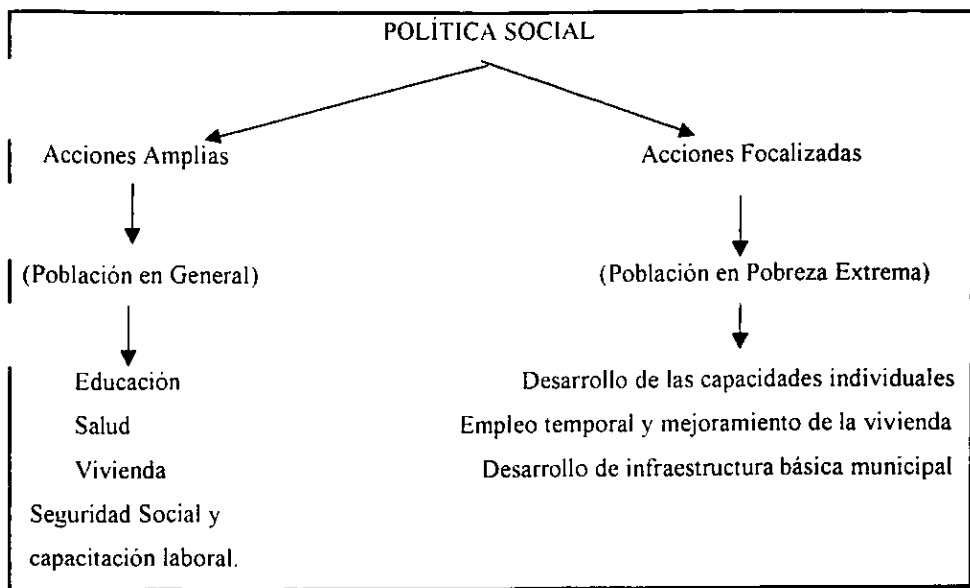 POLÍTICA SOCIAL
Acciones Amplias
Acciones Focalizadas
(Población en General)
(Población en Pobreza Extrema)
Educación
Salud
Vivienda
Seguridad Social y
capacitación laboral.
Desarrollo de las capacidades individuales
Empleo temporal y mejoramiento de la vivienda
Desarrollo de infraestructura básica municipal